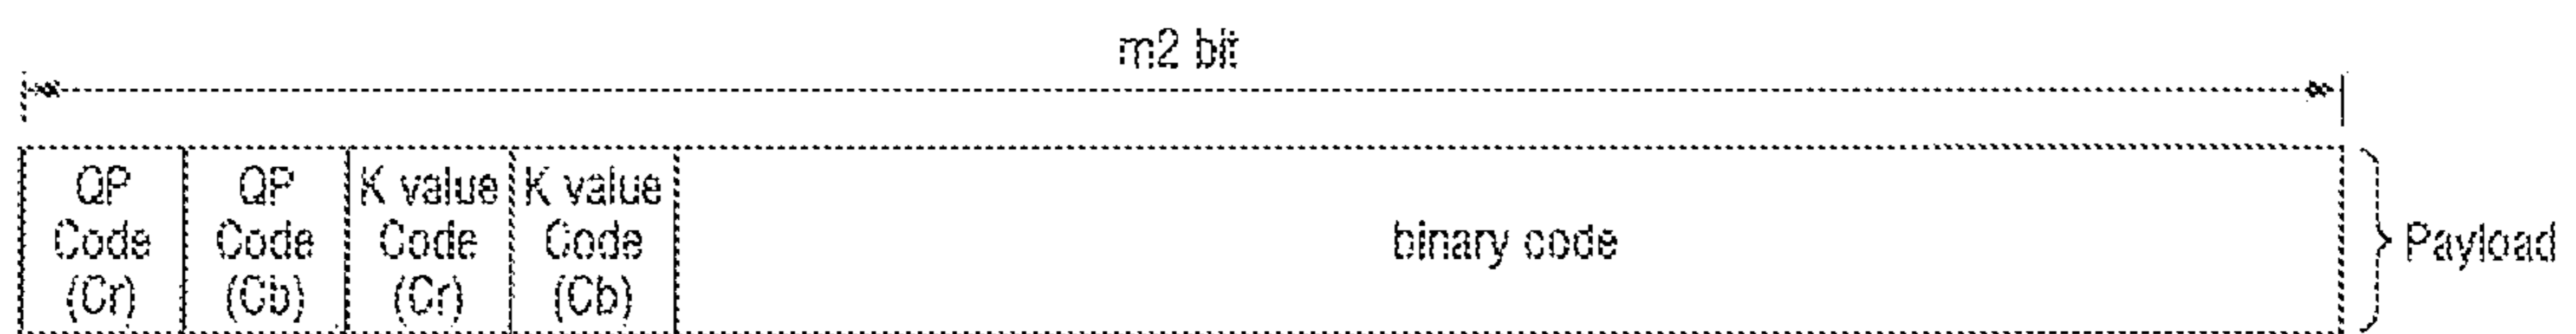 m2 bit
QP
Code
(Cr)
QP
Code
(Cb)
K value
Code
(Cr)
K value
Code
(Cb)
binary code
Payload